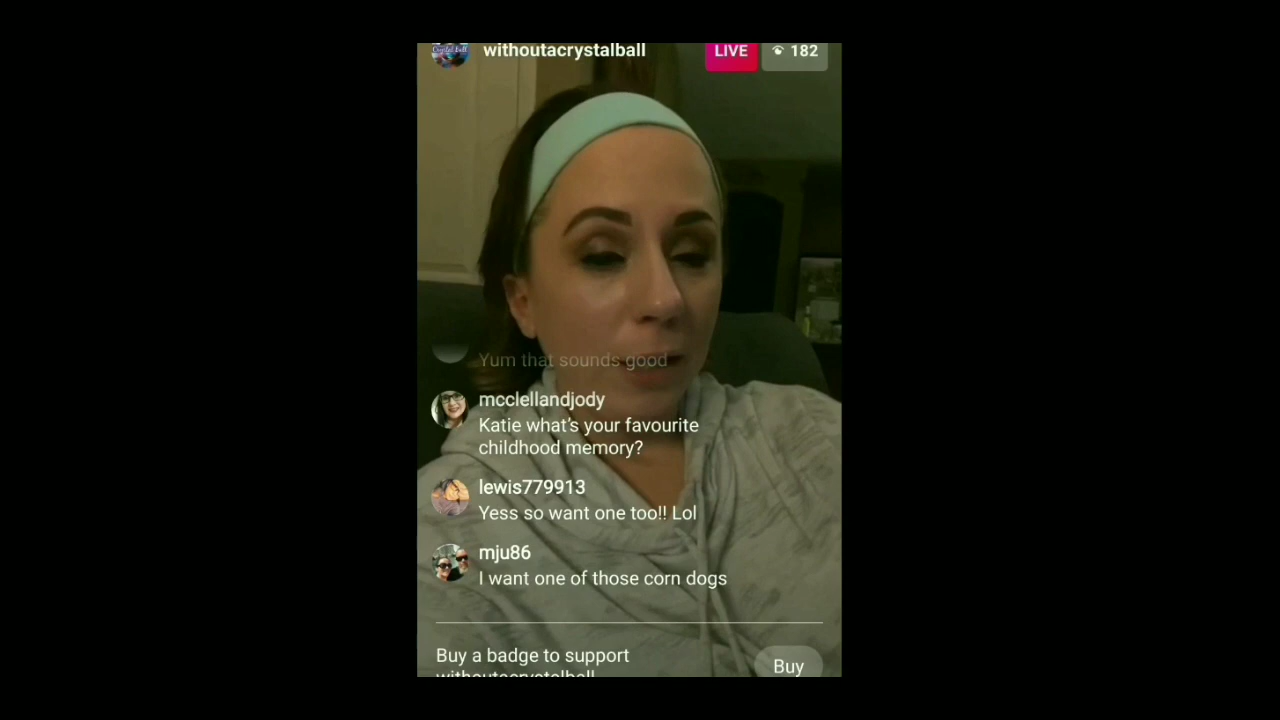 withoutacrystalball
LIVE
182
Yum that sounds good
mcclellandjody
Katie what's your favourite
childhood memory?
lewis779913
Yess so want one too!! Lol
mju86
I want one of those corn dogs
Buy a badge to support
withoutacrystalball
Buy